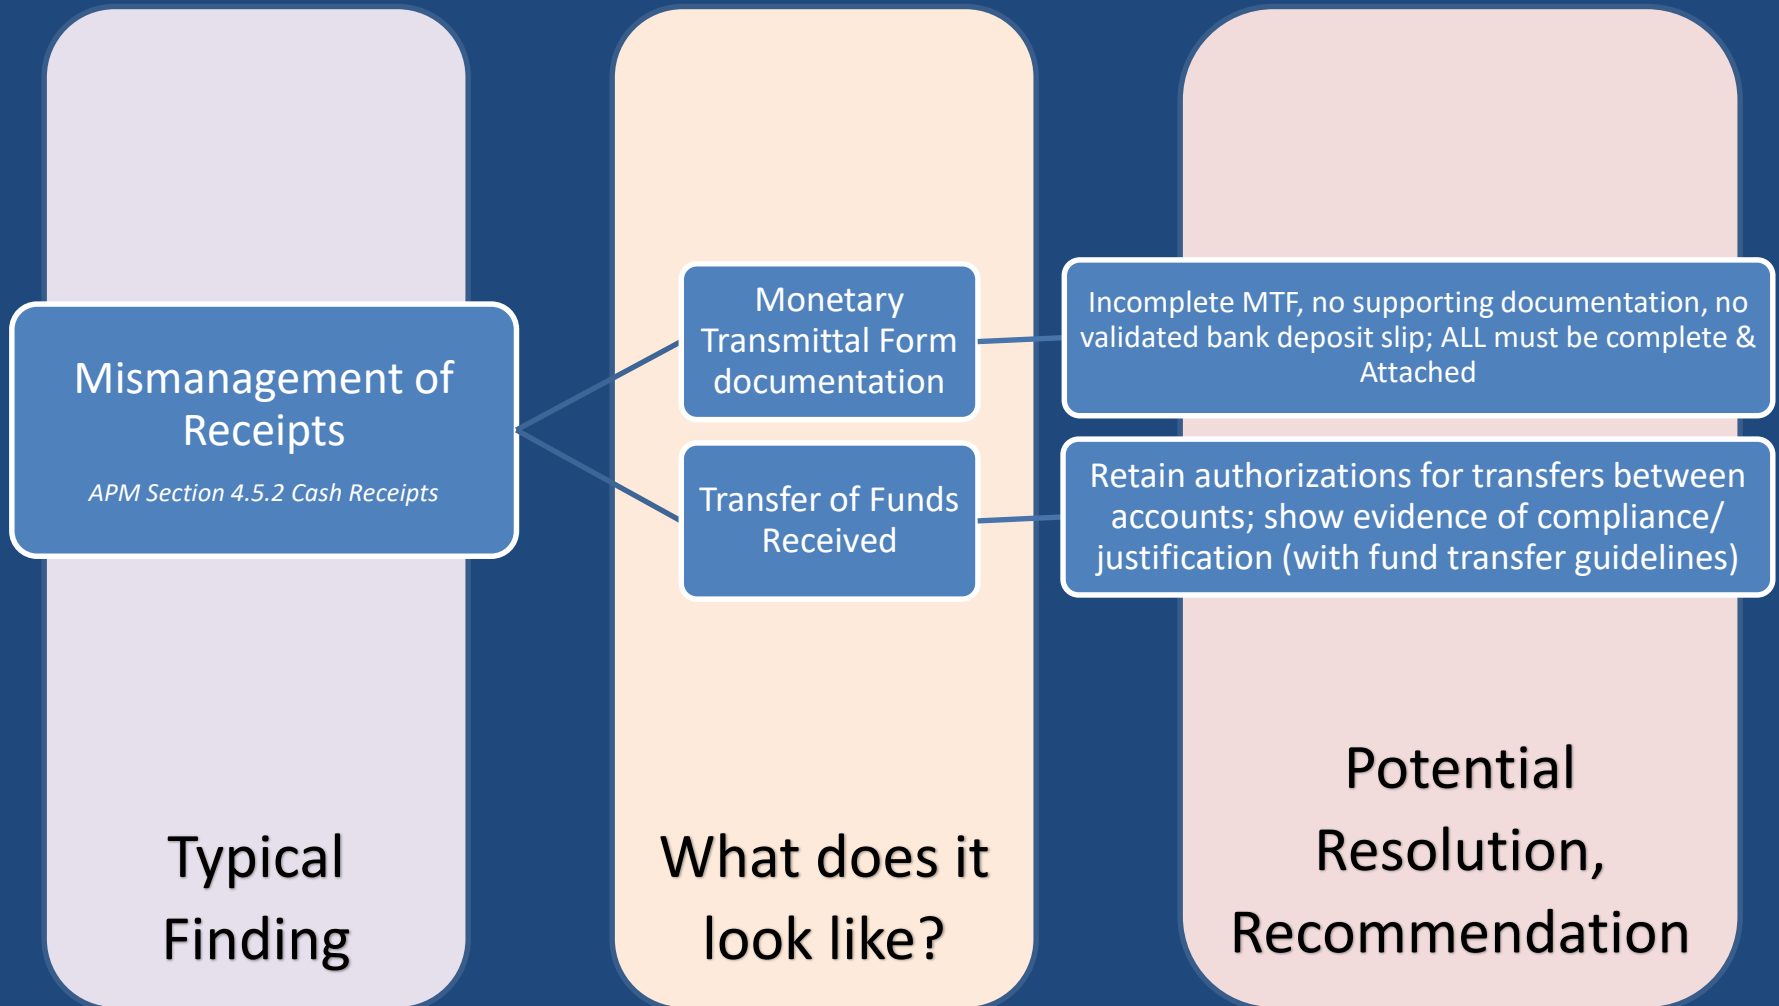 Mismanagement of
Receipts
APM Section 4.5.2 Cash Receipts
Monetary
Transmittal Form
documentation
Incomplete MTF, no supporting documentation, no
validated bank deposit slip; ALL must be complete &
Attached
Transfer of Funds
Received
Retain authorizations for transfers between
accounts; show evidence of compliance/
justification (with fund transfer guidelines)
Typical
Finding
What does it
look like?
Potential
Resolution,
Recommendation